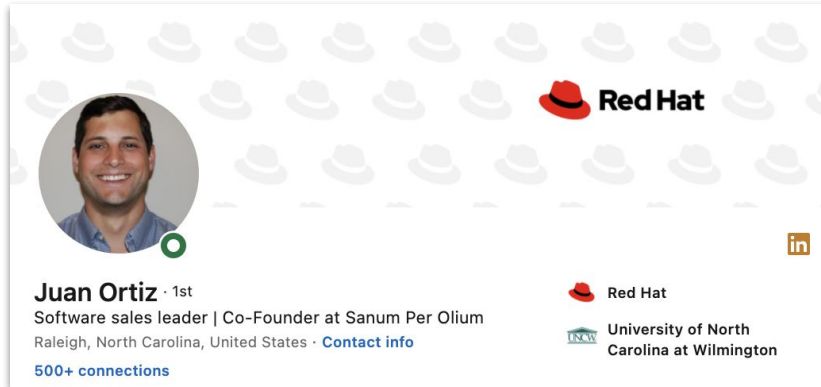 Red Hat
in
Juan Ortiz · 1st
Software sales leader | Co-Founder at Sanum Per Olium
Raleigh, North Carolina, United States · Contact info
500+ connections
Red Hat
UNCW
University of North
Carolina at Wilmington